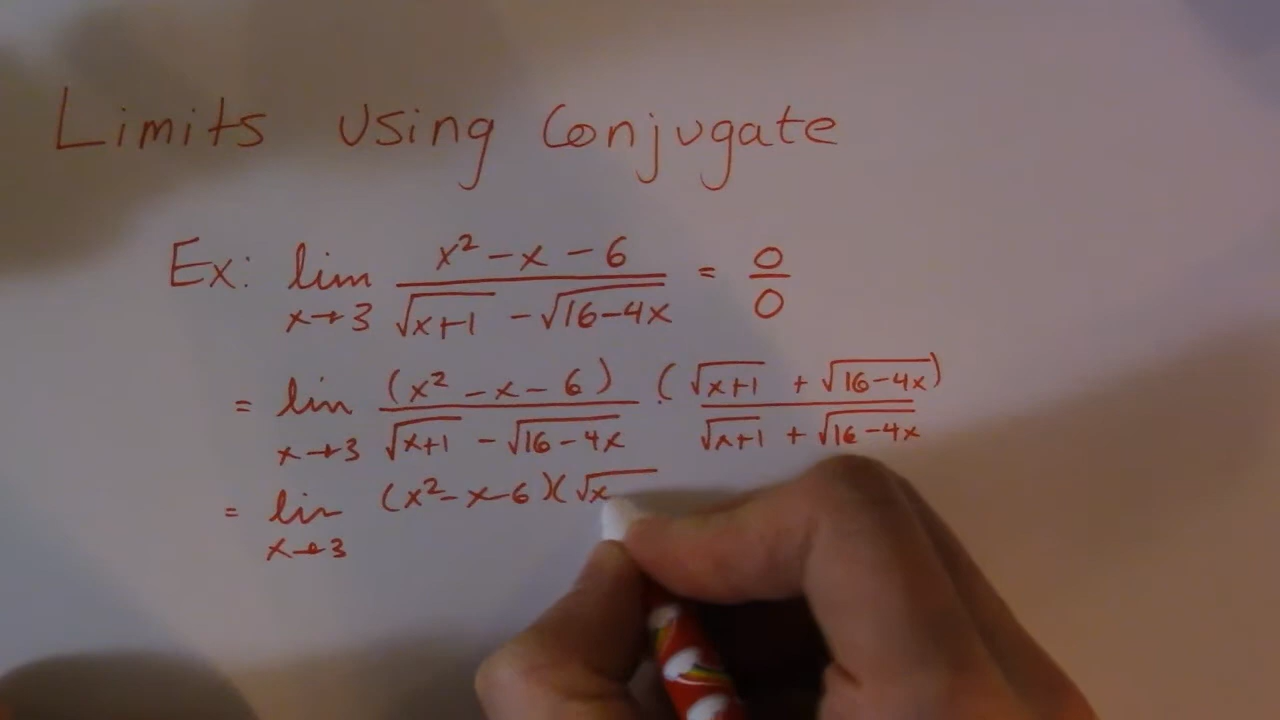 Limits using Conjugate
Ex: lim x→3 (x² - x - 6)/(√(x+1) - √(16-4x)) = 0/0
= lim x→3 (x² - x - 6)/(√(x+1) - √(16-4x)) · (√(x+1) + √(16-4x))/(√(x+1) + √(16-4x))
= lim x→3 (x² - x - 6)(√x